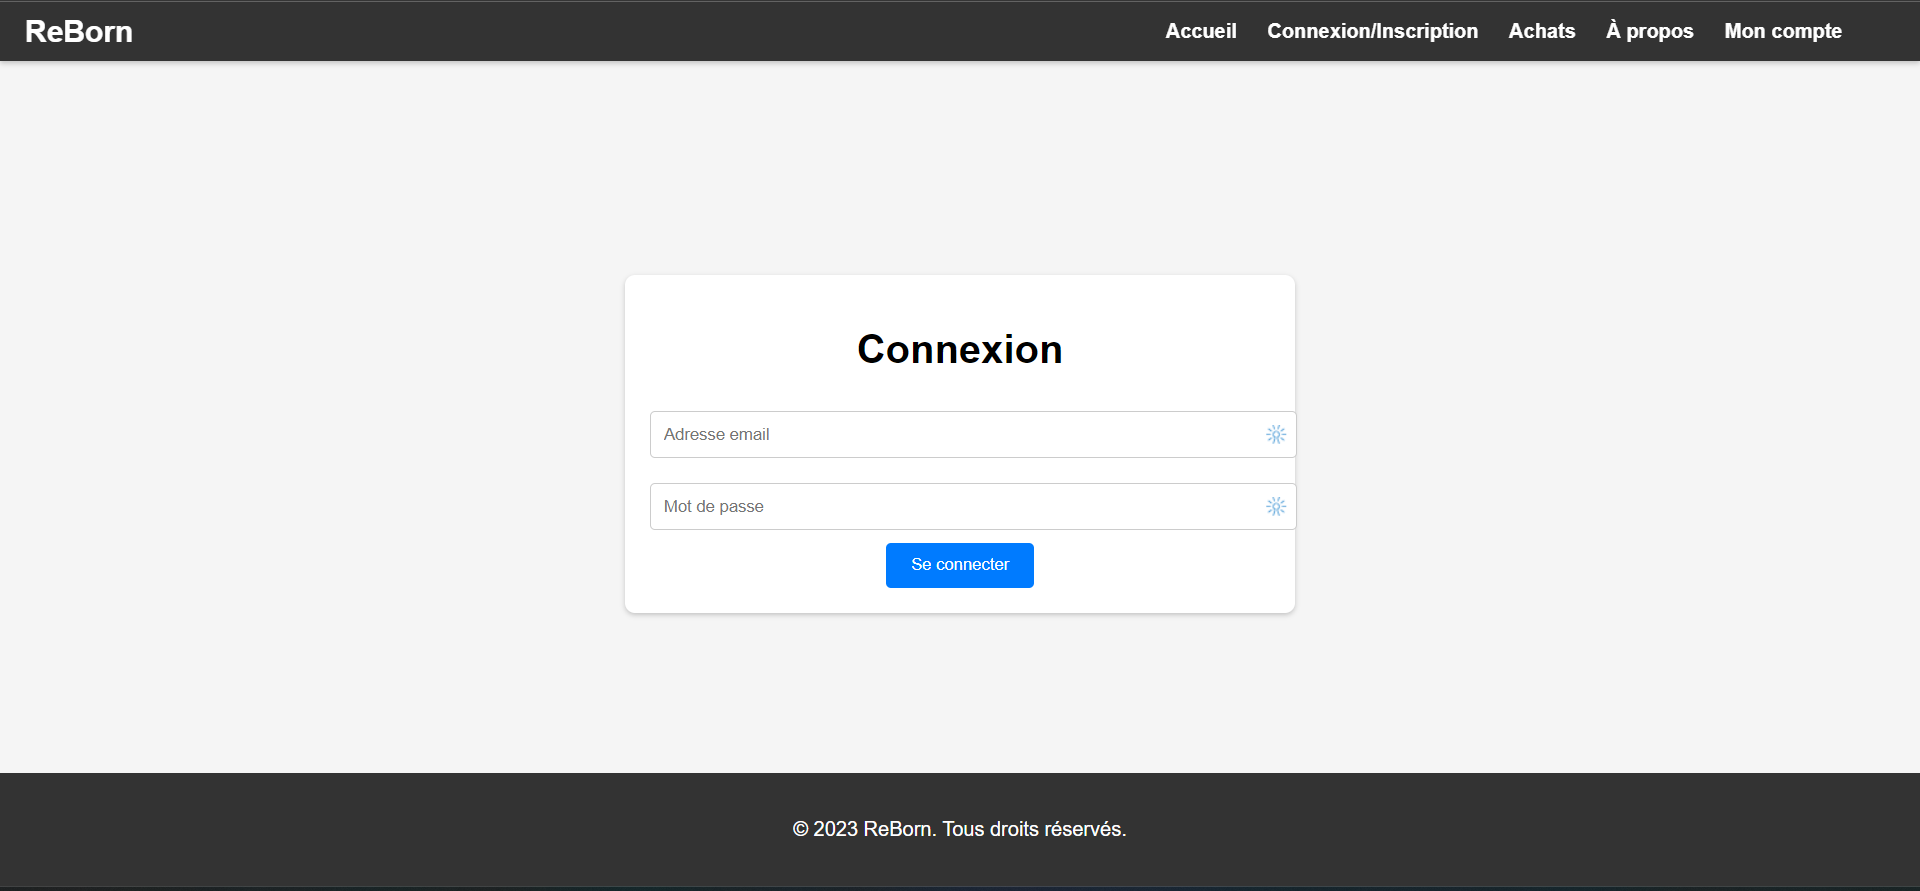 ReBorn
Accueil Connexion/Inscription Achats À propos Mon compte
Connexion
Adresse email
Mot de passe
Se connecter
© 2023 ReBorn. Tous droits réservés.